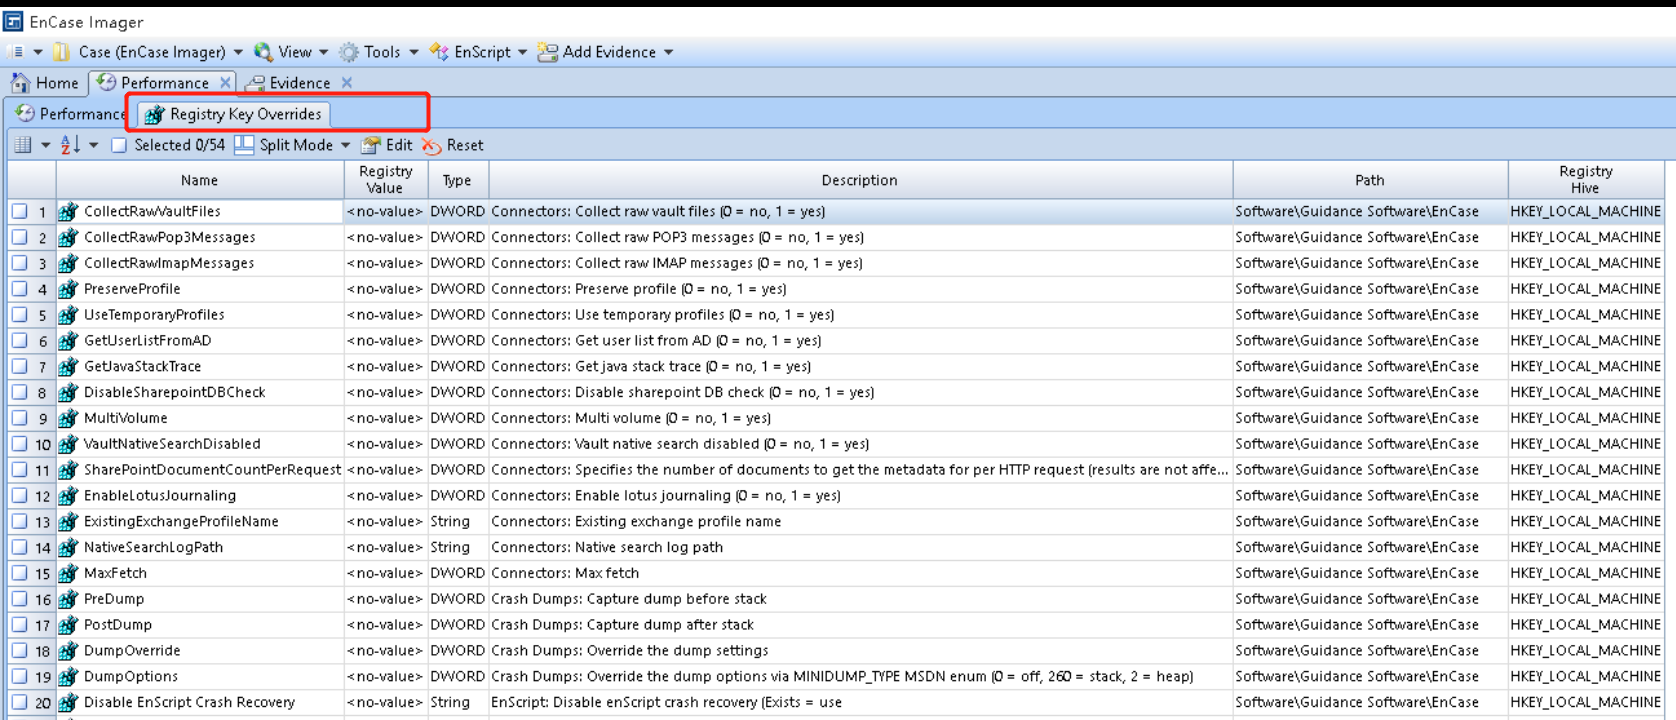 EnCase Imager
Case (EnCase Imager) View Tools EnScript Add Evidence
Home Performance Evidence
Performance Registry Key Overrides
Selected 0/54 Split Mode Edit Reset
Name Registry Value Type Description Path Registry Hive
1 CollectRawVaultFiles <no-value> DWORD Connectors: Collect raw vault files (0 = no, 1 = yes) Software\Guidance Software\EnCase HKEY_LOCAL_MACHINE
2 CollectRawPop3Messages <no-value> DWORD Connectors: Collect raw POP3 messages (0 = no, 1 = yes) Software\Guidance Software\EnCase HKEY_LOCAL_MACHINE
3 CollectRawImapMessages <no-value> DWORD Connectors: Collect raw IMAP messages (0 = no, 1 = yes) Software\Guidance Software\EnCase HKEY_LOCAL_MACHINE
4 PreserveProfile <no-value> DWORD Connectors: Preserve profile (0 = no, 1 = yes) Software\Guidance Software\EnCase HKEY_LOCAL_MACHINE
5 UseTemporaryProfiles <no-value> DWORD Connectors: Use temporary profiles (0 = no, 1 = yes) Software\Guidance Software\EnCase HKEY_LOCAL_MACHINE
6 GetUserListFromAD <no-value> DWORD Connectors: Get user list from AD (0 = no, 1 = yes) Software\Guidance Software\EnCase HKEY_LOCAL_MACHINE
7 GetJavaStackTrace <no-value> DWORD Connectors: Get java stack trace (0 = no, 1 = yes) Software\Guidance Software\EnCase HKEY_LOCAL_MACHINE
8 DisableSharepointDBCheck <no-value> DWORD Connectors: Disable sharepoint DB check (0 = no, 1 = yes) Software\Guidance Software\EnCase HKEY_LOCAL_MACHINE
9 MultiVolume <no-value> DWORD Connectors: Multi volume (0 = no, 1 = yes) Software\Guidance Software\EnCase HKEY_LOCAL_MACHINE
10 VaultNativeSearchDisabled <no-value> DWORD Connectors: Vault native search disabled (0 = no, 1 = yes) Software\Guidance Software\EnCase HKEY_LOCAL_MACHINE
11 SharePointDocumentCountPerRequest <no-value> DWORD Connectors: Specifies the number of documents to get the metadata for per HTTP request (results are not affe... Software\Guidance Software\EnCase HKEY_LOCAL_MACHINE
12 EnableLotusJournaling <no-value> DWORD Connectors: Enable lotus journaling (0 = no, 1 = yes) Software\Guidance Software\EnCase HKEY_LOCAL_MACHINE
13 ExistingExchangeProfileName <no-value> String Connectors: Existing exchange profile name Software\Guidance Software\EnCase HKEY_LOCAL_MACHINE
14 NativeSearchLogPath <no-value> String Connectors: Native search log path Software\Guidance Software\EnCase HKEY_LOCAL_MACHINE
15 MaxFetch <no-value> DWORD Connectors: Max fetch Software\Guidance Software\EnCase HKEY_LOCAL_MACHINE
16 PreDump <no-value> DWORD Crash Dumps: Capture dump before stack Software\Guidance Software\EnCase HKEY_LOCAL_MACHINE
17 PostDump <no-value> DWORD Crash Dumps: Capture dump after stack Software\Guidance Software\EnCase HKEY_LOCAL_MACHINE
18 DumpOverride <no-value> DWORD Crash Dumps: Override the dump settings Software\Guidance Software\EnCase HKEY_LOCAL_MACHINE
19 DumpOptions <no-value> DWORD Crash Dumps: Override the dump options via MINIDUMP_TYPE MSDN enum (0 = off, 260 = stack, 2 = heap) Software\Guidance Software\EnCase HKEY_LOCAL_MACHINE
20 Disable EnScript Crash Recovery <no-value> String EnScript: Disable enScript crash recovery (Exists = use Software\Guidance Software\EnCase HKEY_LOCAL_MACHINE